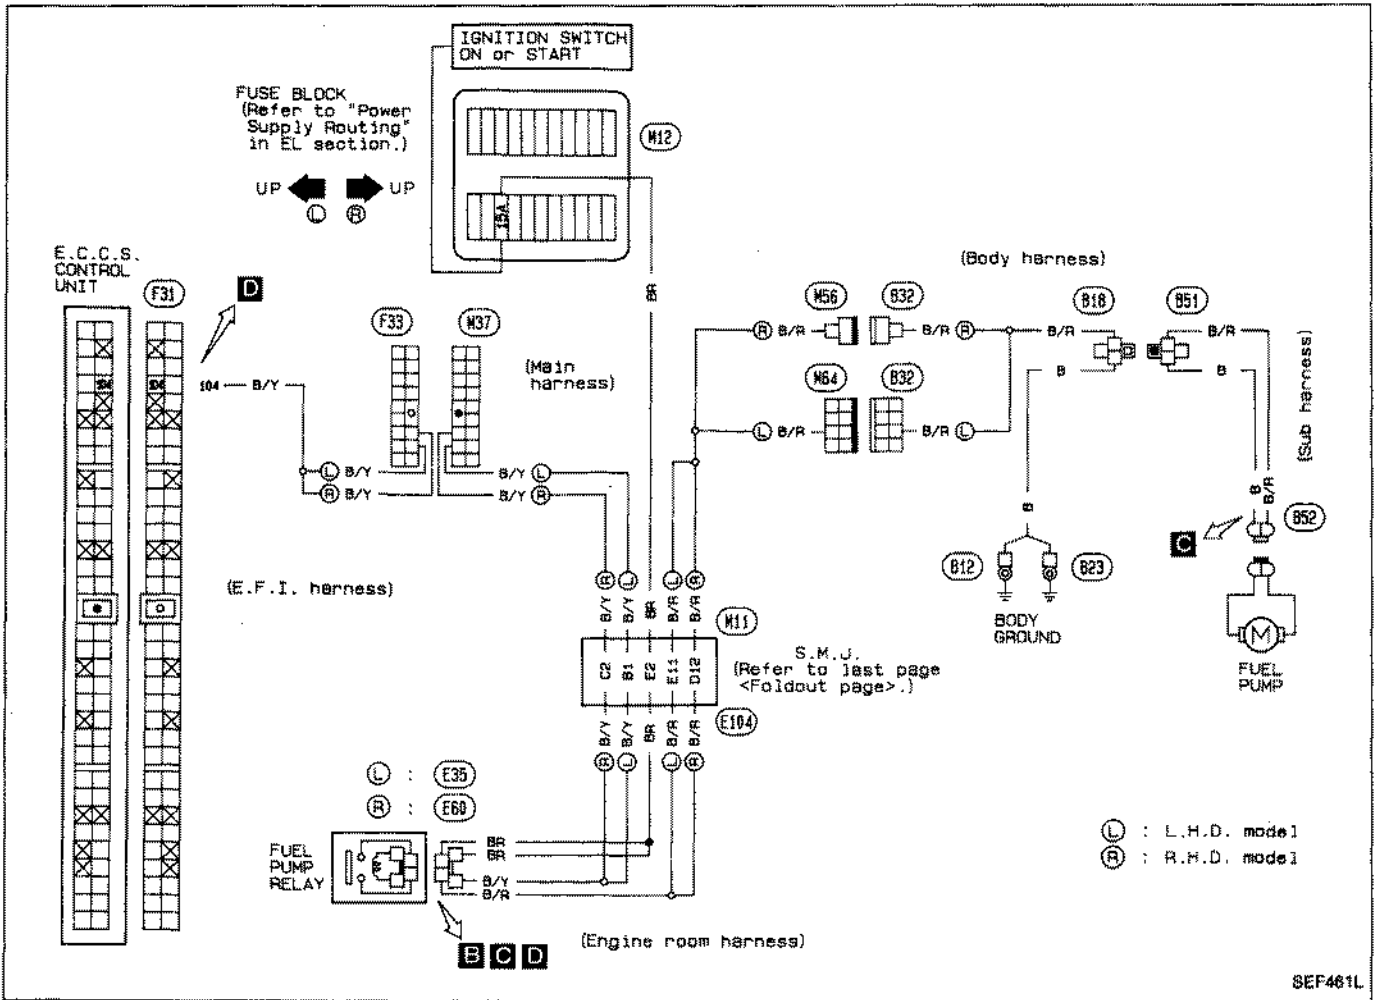 IGNITION SWITCH
ON or START
FUSE BLOCK
(Refer to "Power
Supply Routing"
in EL section.)
M12
UP
UP
L
R
15A
E.C.C.S.
CONTROL
UNIT
F31
D
104
104
104
B/Y
F33
M37
(Main
harness)
BR
L
B/Y
B/Y
L
R
B/Y
B/Y
R
(E.F.I. harness)
(Body harness)
M56
B32
B18
B51
R
B/R
B/R
R
B/R
B/R
M64
B32
B
B
L
B/R
B/R
L
(Sub harness)
B
B
B/R
B52
C
B12
B23
BODY
GROUND
M
FUEL
PUMP
R
L
L
R
B/Y
B/Y
BR
B/R
B/R
M11
C2
B1
E2
E11
D12
S.M.J.
(Refer to last page
<Foldout page>.)
E104
B/Y
B/Y
BR
B/R
B/R
R
L
L
R
L : E35
R : E60
FUEL
PUMP
RELAY
BR
BR
B/Y
B/R
B C D
(Engine room harness)
L : L.H.D. model
R : R.H.D. model
SEF461L